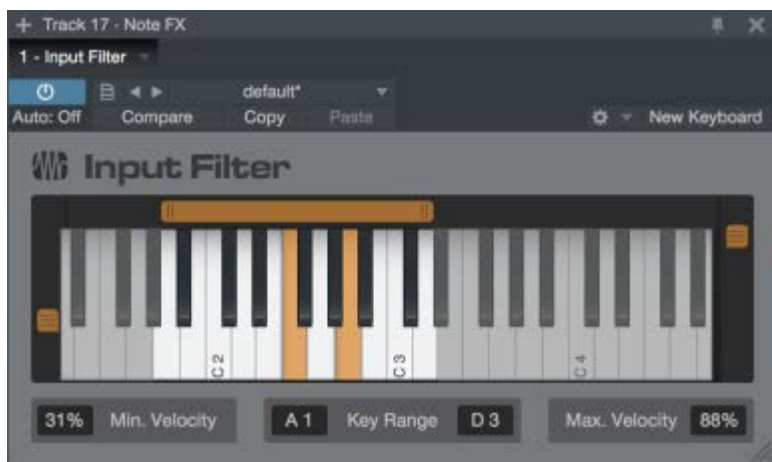 Track 17 - Note FX
1 - Input Filter
default*
Auto: Off Compare Copy Paste New Keyboard
Input Filter
C 2 C 3 C 4
31% Min. Velocity A 1 Key Range D 3 Max. Velocity 88%